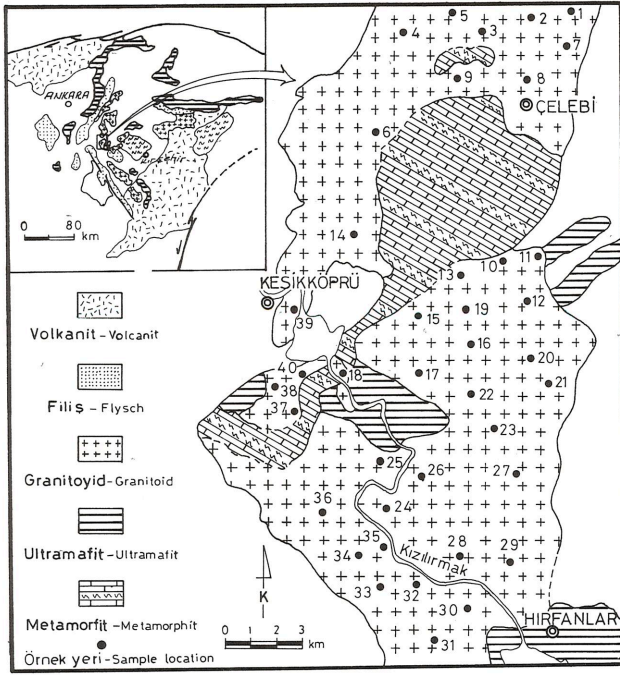 ANKARA
0 80
km
Volkanit - Volcanit
Filiş - Flysch
Granitoyid - Granitoid
Ultramafit - Ultramafit
Metamorfit - Metamorphit
Örnek yeri - Sample location
5
1
2
4
3
7
9
8
ÇELEBİ
6
14
11
10
13
KESİKKÖPRÜ
12
39
15
19
16
20
40
18
17
21
38
22
37
23
25
26
27
36
24
35
34
28
29
Kızılırmak
33
32
K
30
HIRFANLAR
0 1 2 3
km
31